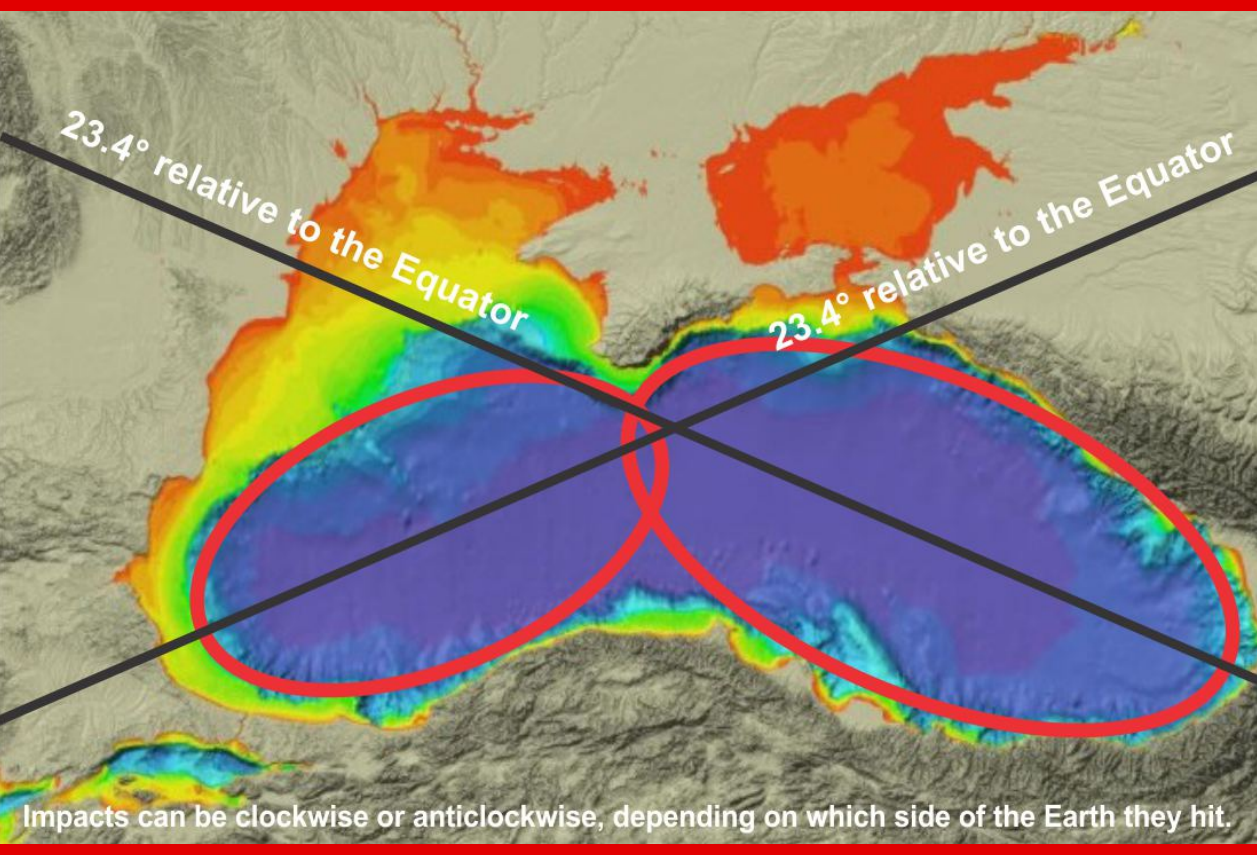 23.4° relative to the Equator
23.4° relative to the Equator
Impacts can be clockwise or anticlockwise, depending on which side of the Earth they hit.